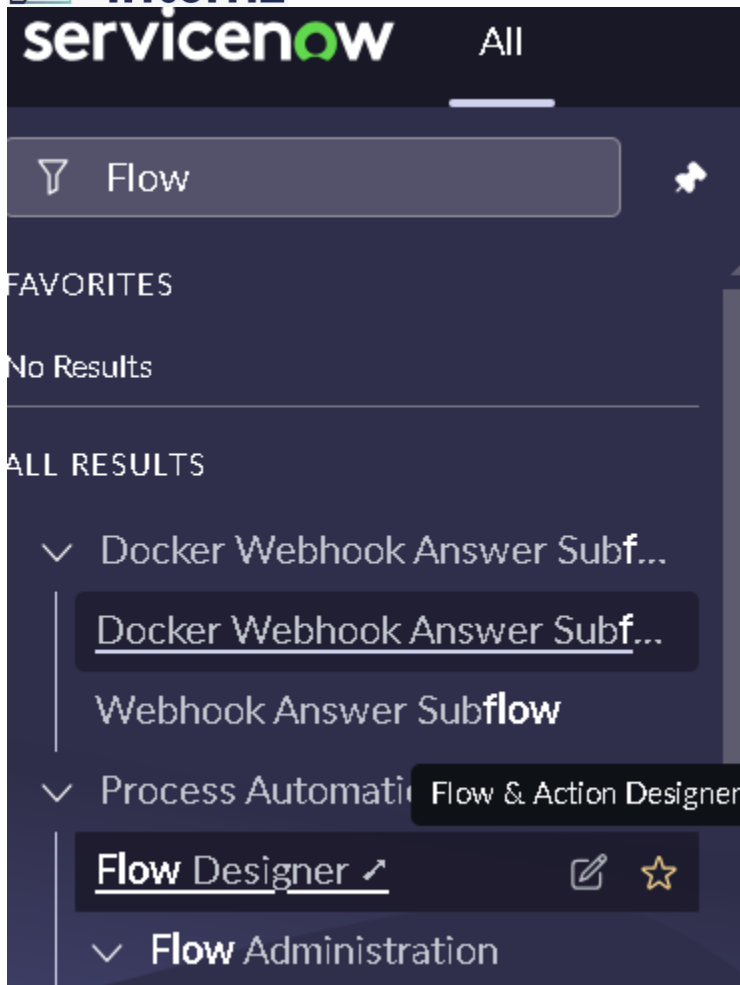 servicenow All
Flow
FAVORITES
No Results
ALL RESULTS
Docker Webhook Answer Subf...
Docker Webhook Answer Subf...
Webhook Answer Subflow
Process Automati Flow & Action Designer
Flow Designer ➚
Flow Administration